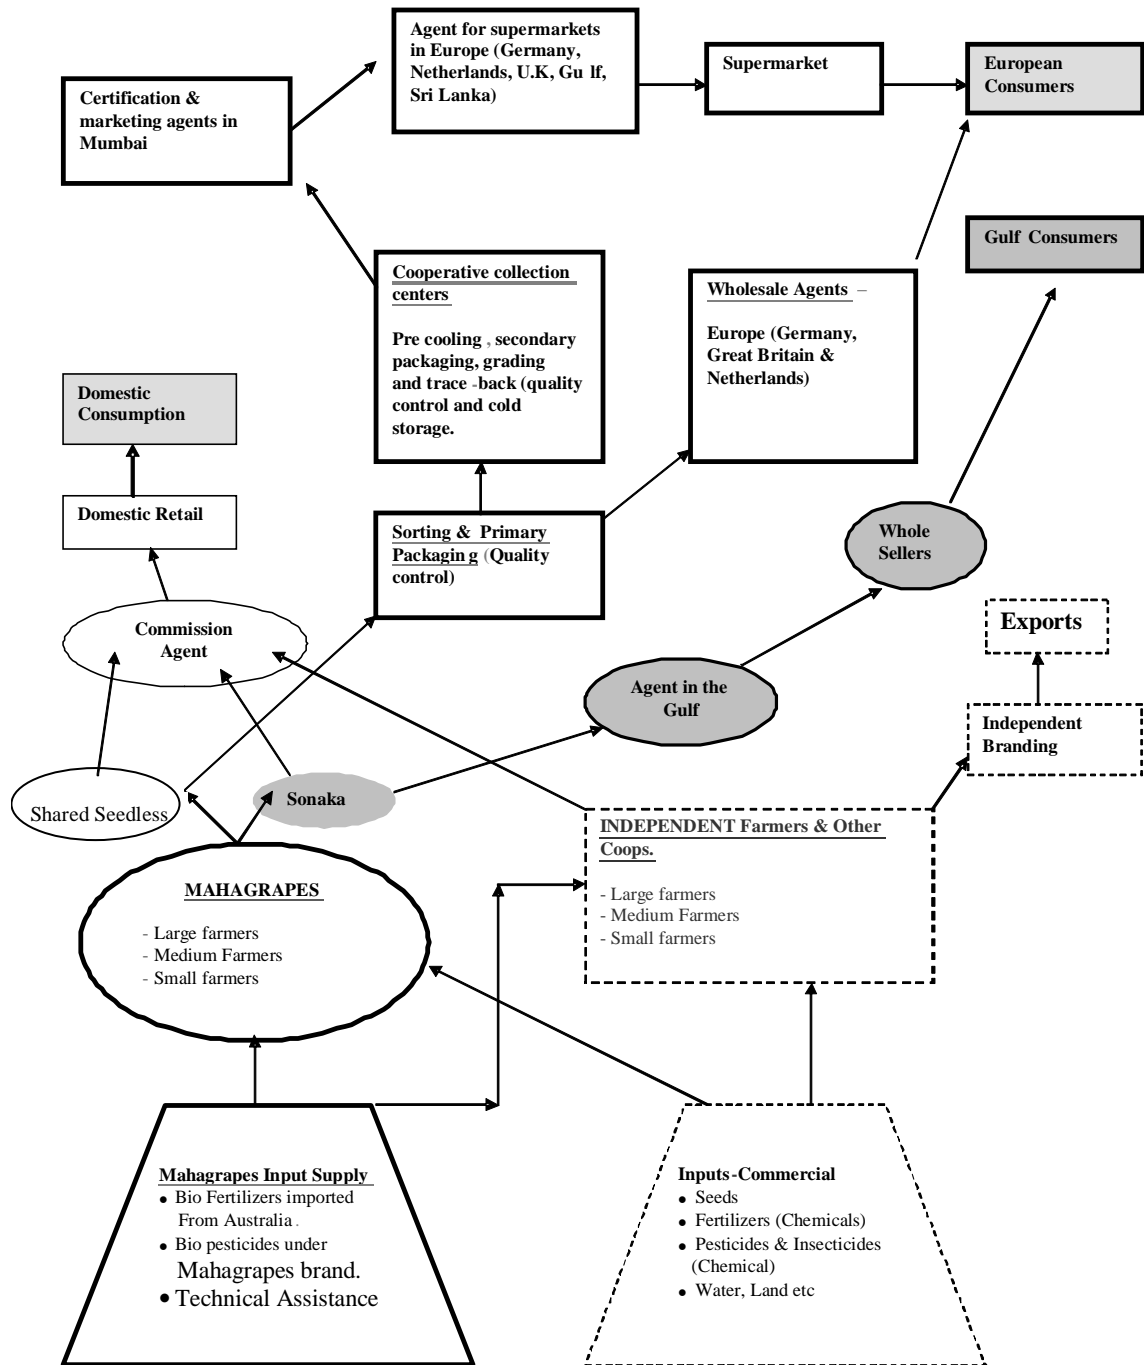 Agent for supermarkets
in Europe (Germany,
Netherlands, U.K, Gu lf,
Sri Lanka)
Supermarket
European
Consumers
Certification &
marketing agents in
Mumbai
Gulf Consumers
Cooperative collection
centers
Pre cooling , secondary
packaging, grading
and trace -back (quality
control and cold
storage.
Wholesale Agents –
Europe (Germany,
Great Britain &
Netherlands)
Domestic
Consumption
Domestic Retail
Sorting & Primary
Packagin g (Quality
control)
Whole
Sellers
Commission
Agent
Exports
Agent in the
Gulf
Independent
Branding
Shared Seedless
Sonaka
INDEPENDENT Farmers & Other
Coops.
- Large farmers
- Medium Farmers
- Small farmers
MAHAGRAPES
- Large farmers
- Medium Farmers
- Small farmers
Mahagrapes Input Supply
• Bio Fertilizers imported
From Australia .
• Bio pesticides under
Mahagrapes brand.
• Technical Assistance
Inputs-Commercial
• Seeds
• Fertilizers (Chemicals)
• Pesticides & Insecticides
(Chemical)
• Water, Land etc